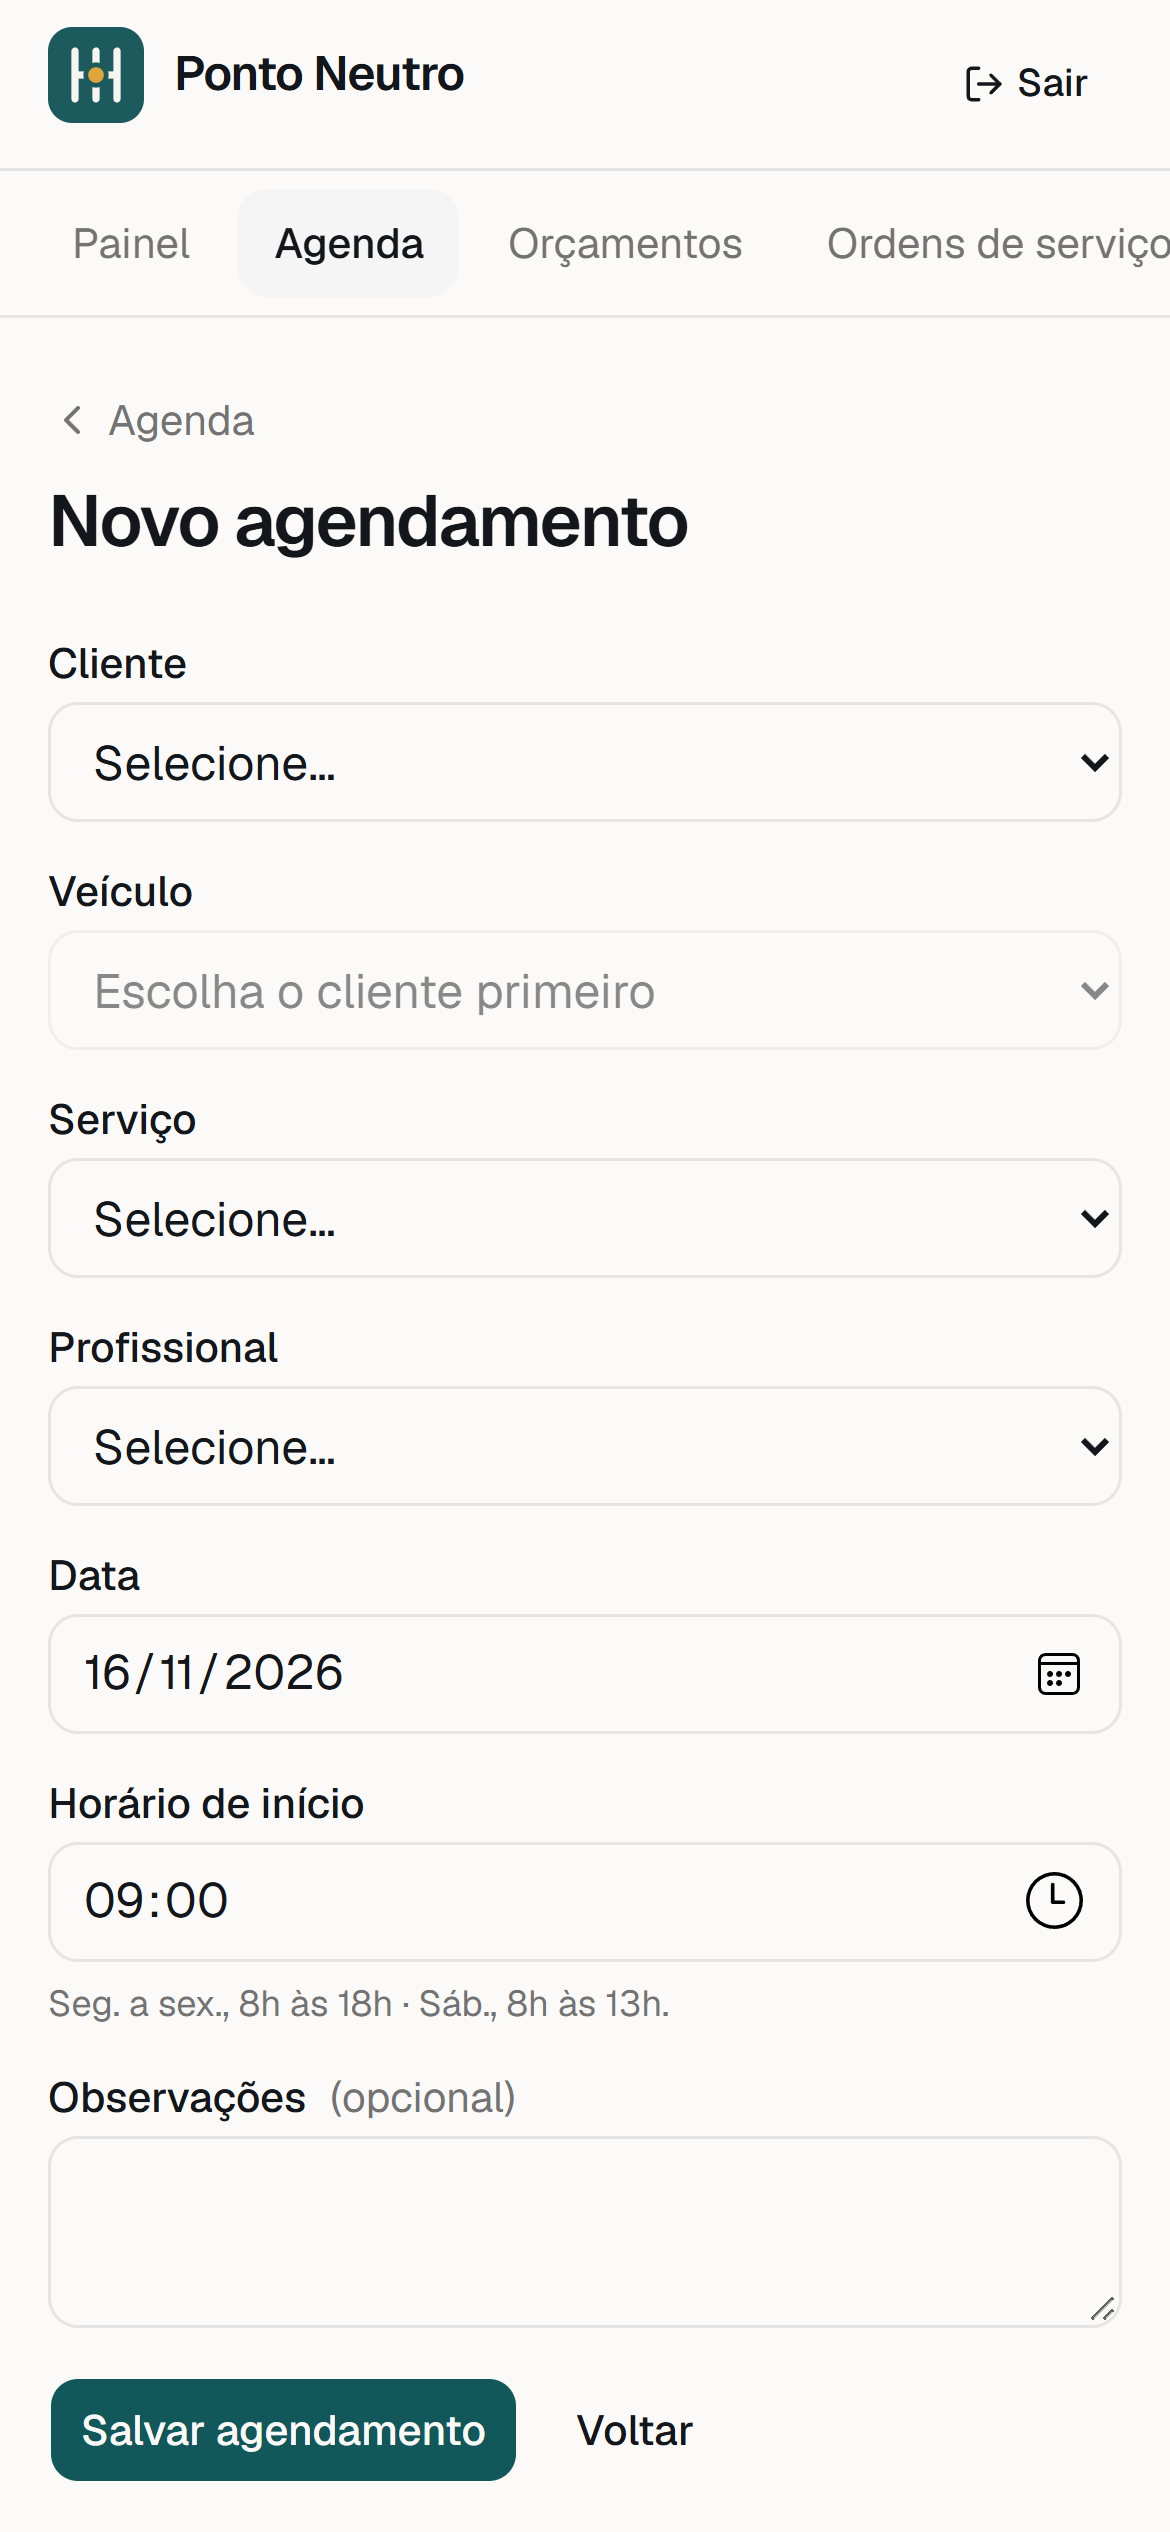 Ponto Neutro
Sair
Painel Agenda Orçamentos Ordens de serviço
Agenda
Novo agendamento
Cliente
Selecione...
Veículo
Escolha o cliente primeiro
Serviço
Selecione...
Profissional
Selecione...
Data
16/11/2026
Horário de início
09:00
Seg. a sex., 8h às 18h · Sáb., 8h às 13h.
Observações (opcional)
Salvar agendamento Voltar